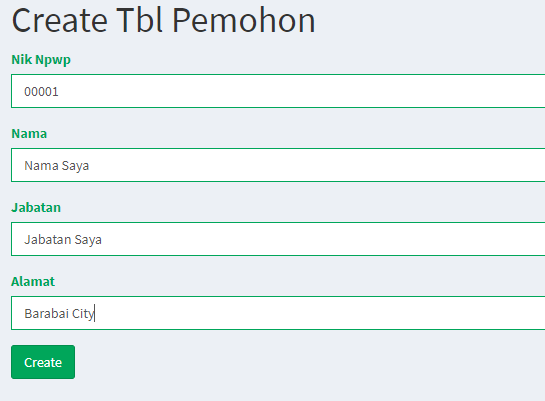 Create Tbl Pemohon
Nik Npwp
00001
Nama
Nama Saya
Jabatan
Jabatan Saya
Alamat
Barabai City
Create